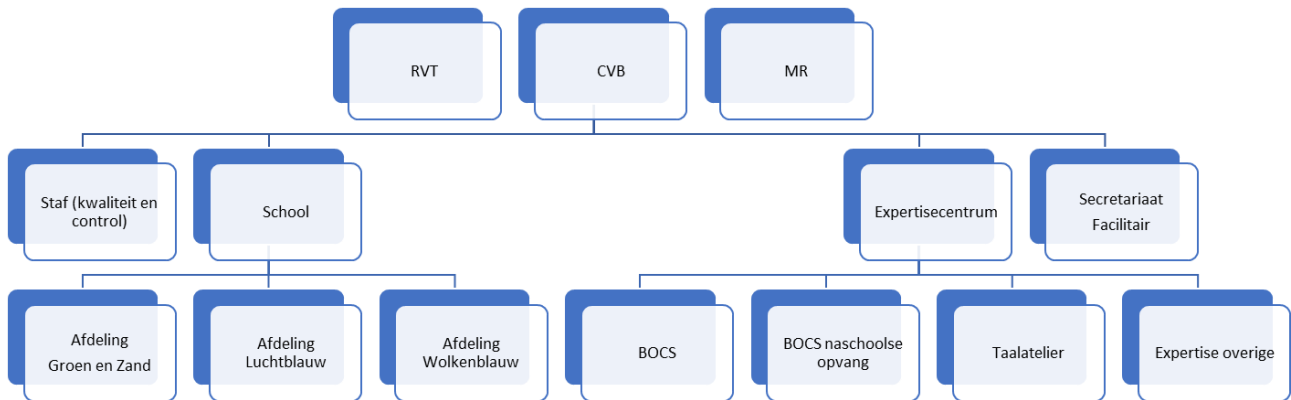 RVT
CVB
MR
Staf (kwaliteit en
control)
School
Expertisecentrum
Secretariaat
Facilitair
Afdeling
Groen en Zand
Afdeling
Luchtblauw
Afdeling
Wolkenblauw
BOCS
BOCS naschoolse
opvang
Taalatelier
Expertise overige